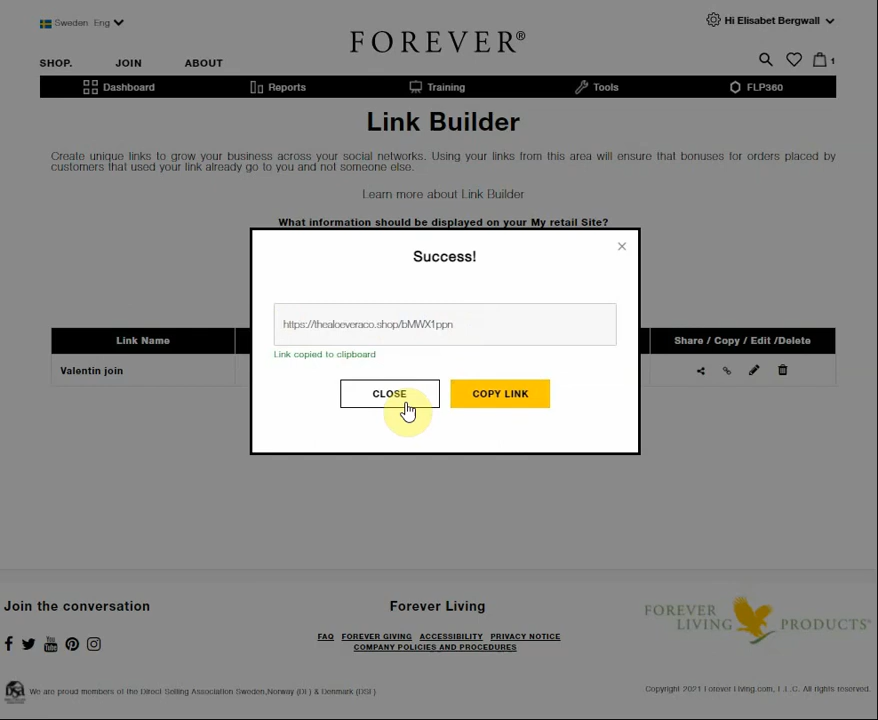 Sweden Eng
Hi Elisabet Bergwall
FOREVER®
SHOP. JOIN ABOUT
1
Dashboard Reports Training Tools FLP360
Link Builder
Create unique links to grow your business across your social networks. Using your links from this area will ensure that bonuses for orders placed by
customers that used your link already go to you and not someone else.
Learn more about Link Builder
What information should be displayed on your My retail Site?
Success!
https://thealoeveraco.shop/bMWX1ppn
Link copied to clipboard
CLOSE COPY LINK
Link Name Share / Copy / Edit /Delete
Valentin join
Join the conversation
Forever Living
FAQ FOREVER GIVING ACCESSIBILITY PRIVACY NOTICE
COMPANY POLICIES AND PROCEDURES
FOREVER
LIVING PRODUCTS®
We are proud members of the Direct Selling Association Sweden,Norway (DF) & Denmark (DSF)
Copyright 2021 Forever Living.com, L.L.C. All rights reserved.